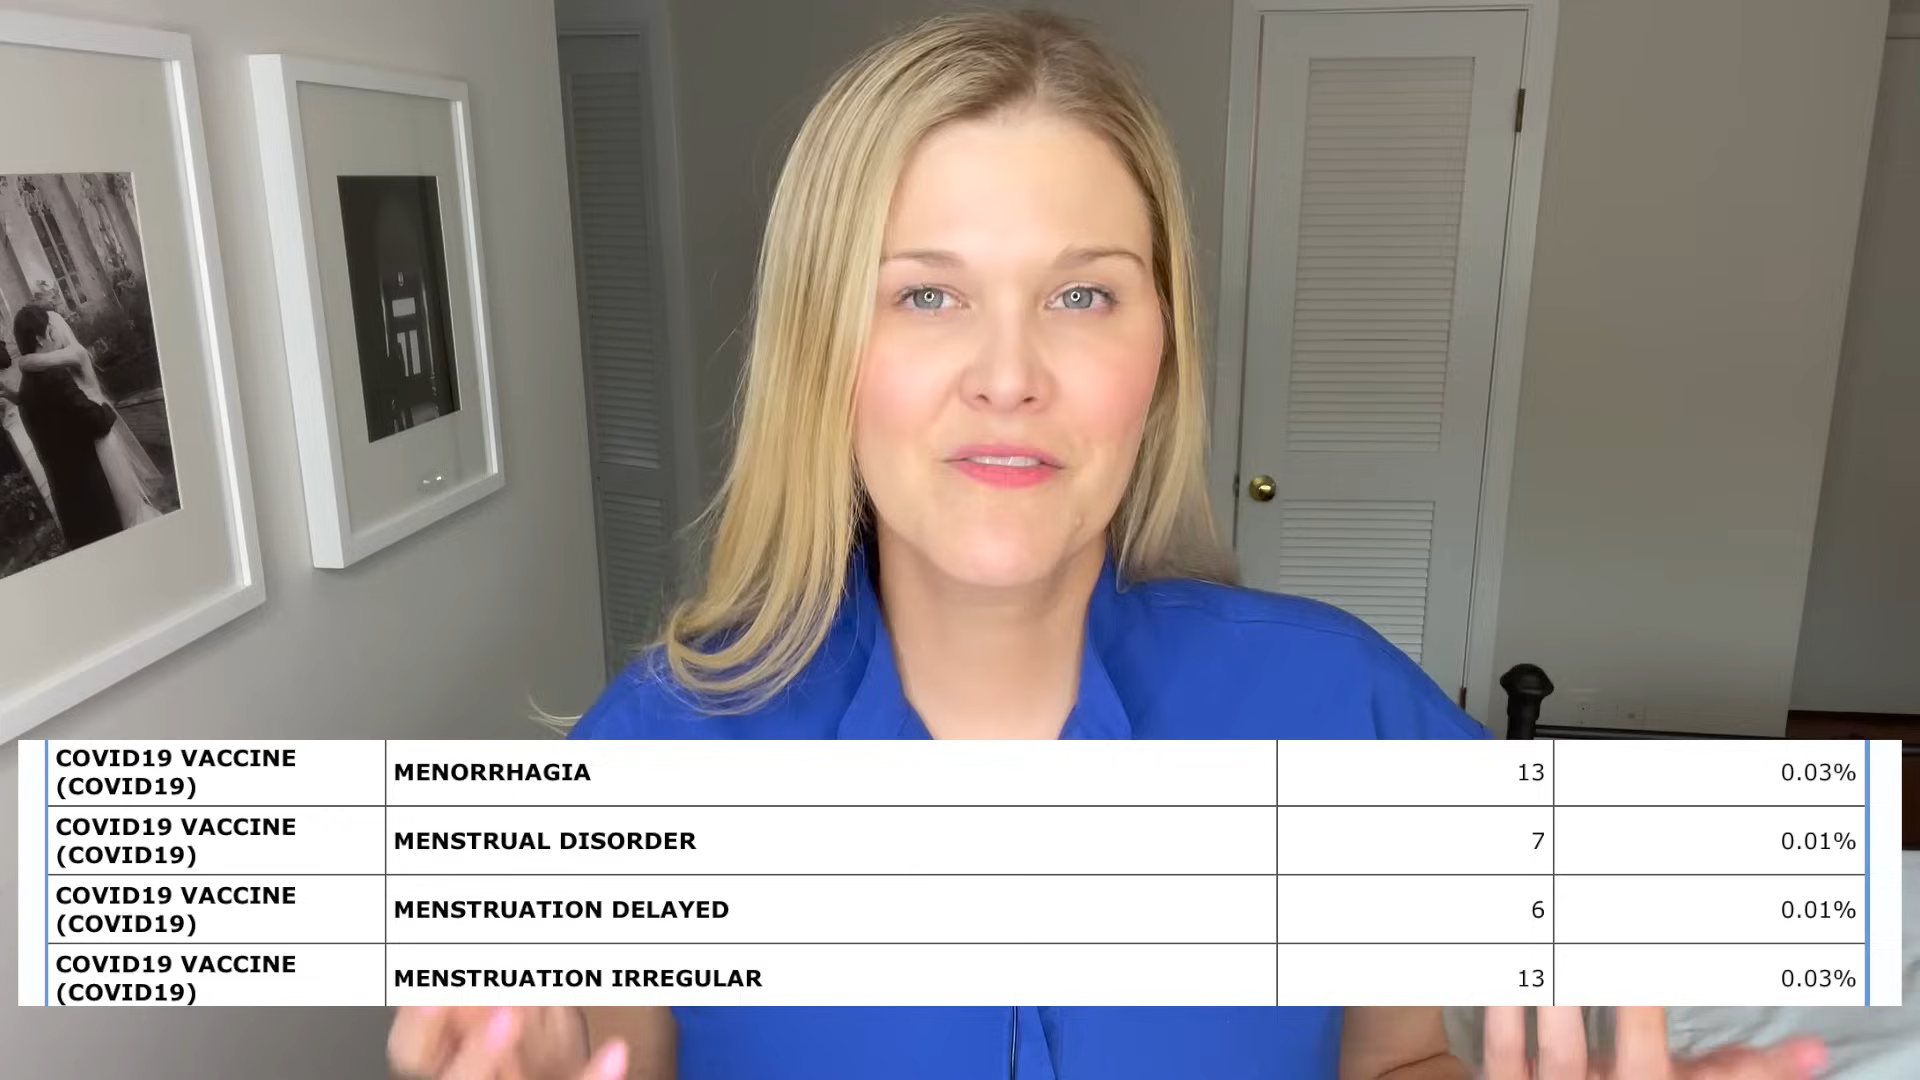 COVID19 VACCINE
(COVID19)
MENORRHAGIA
13
0.03%
COVID19 VACCINE
(COVID19)
MENSTRUAL DISORDER
7
0.01%
COVID19 VACCINE
(COVID19)
MENSTRUATION DELAYED
6
0.01%
COVID19 VACCINE
(COVID19)
MENSTRUATION IRREGULAR
13
0.03%